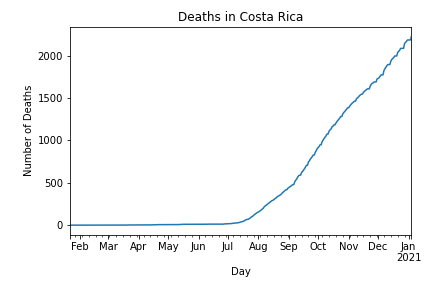 Deaths in Costa Rica
2000
1500
1000
500
0
Number of Deaths
Feb Mar Apr May Jun Jul Aug Sep Oct Nov Dec Jan
2021
Day